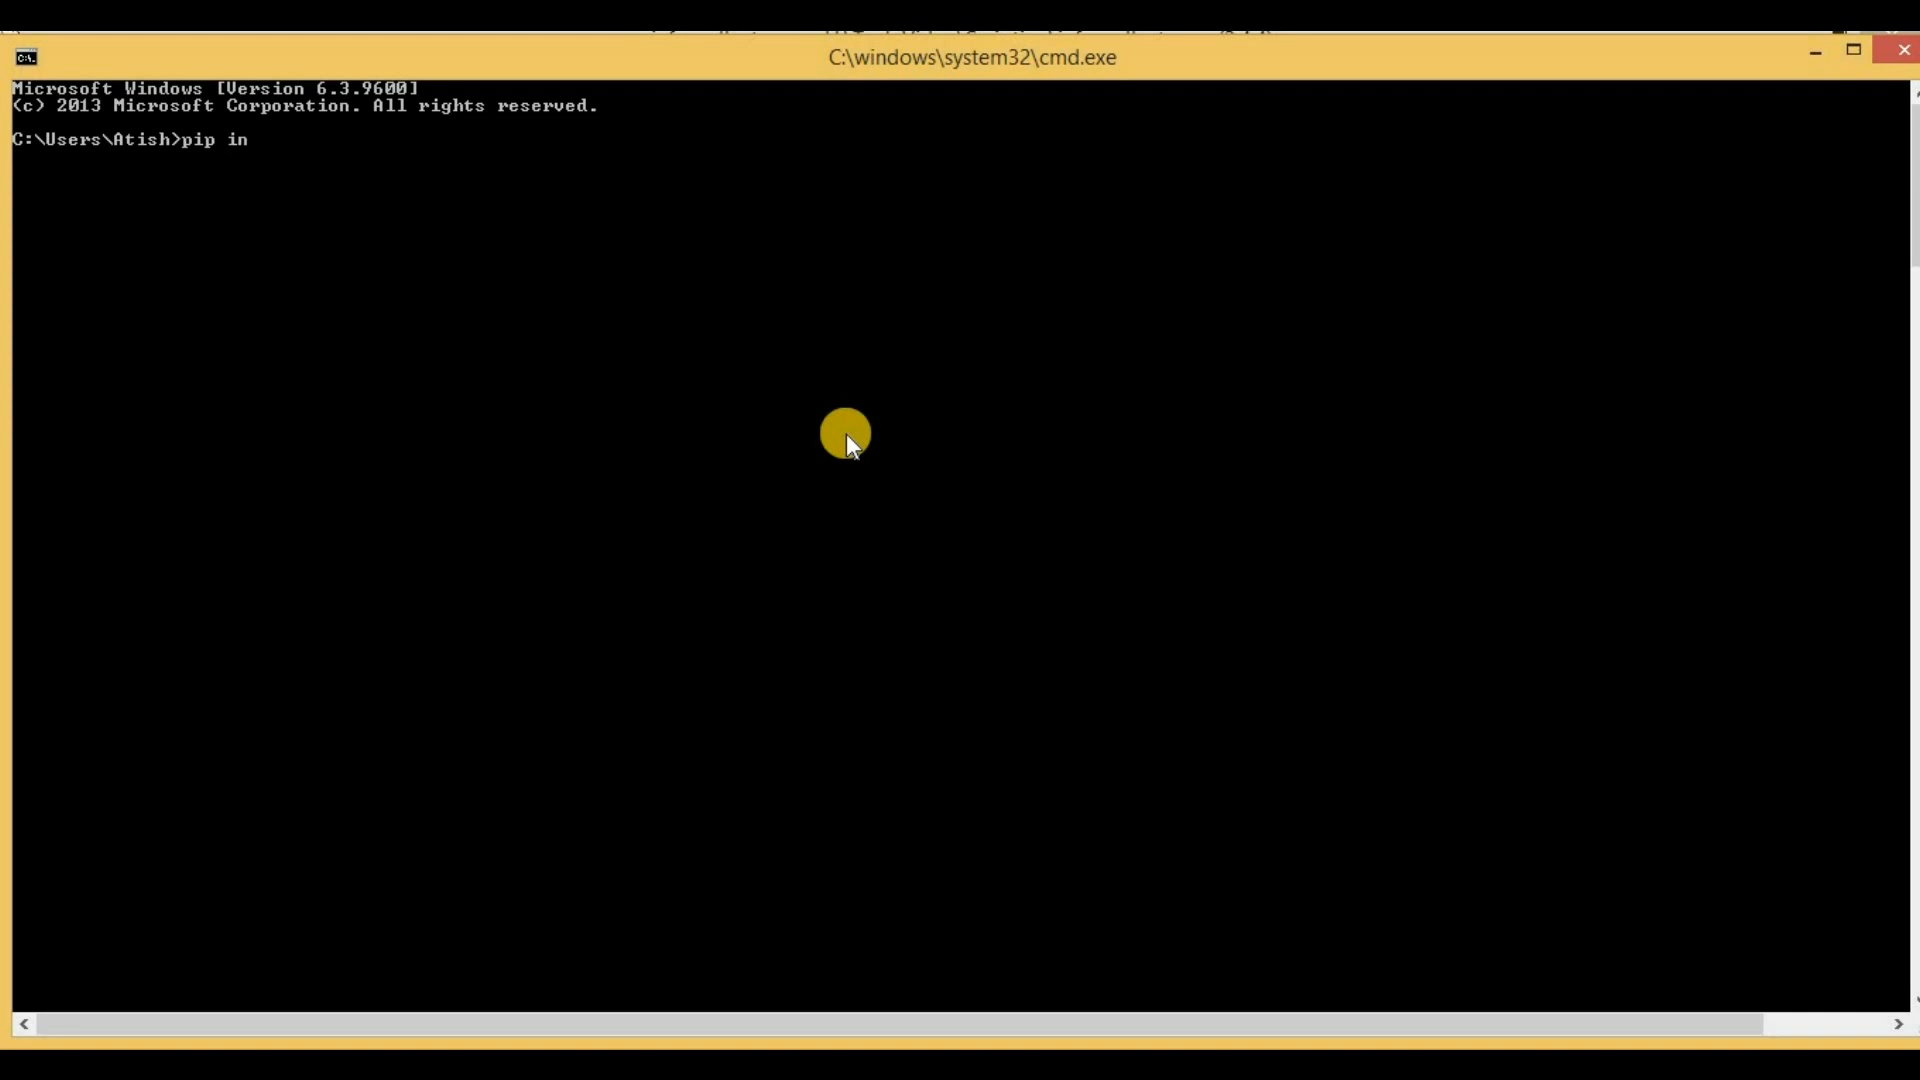 C:\windows\system32\cmd.exe
Microsoft Windows [Version 6.3.9600]
(c) 2013 Microsoft Corporation. All rights reserved.
C:\Users\Atish>pip in